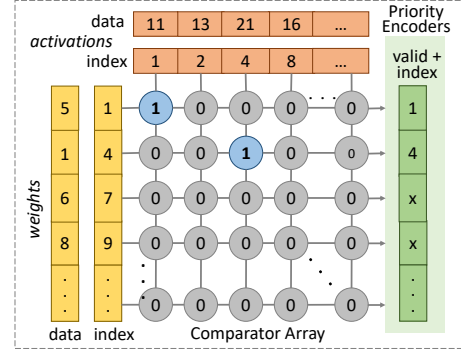 data 11 13 21 16 ...
activations
index 1 2 4 8 ...
Priority
Encoders
valid +
index
5 1 1 0 0 0 ... 0 1
1 4 0 0 1 0 0 4
6 7 0 0 0 0 0 x
8 9 0 0 0 0 0 x
weights
0 0 0 0 0
data index Comparator Array